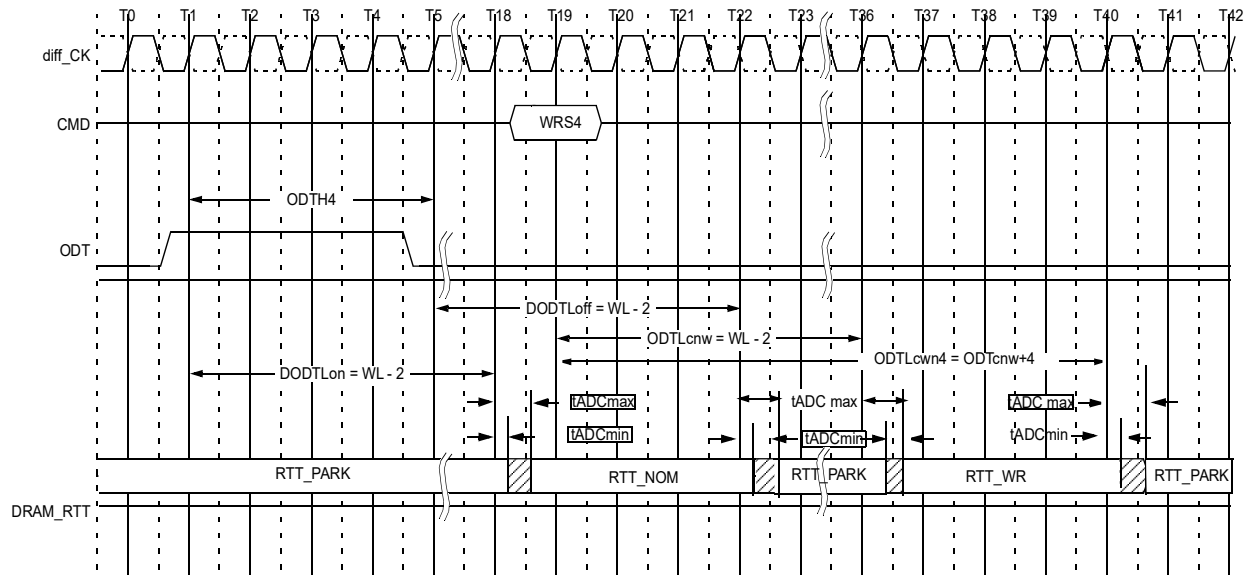 T0 T1 T2 T3 T4 T5 T18 T19 T20 T21 T22 T23 T36 T37 T38 T39 T40 T41 T42
diff_CK
CMD
WRS4
ODTH4
ODT
DODTLoff = WL - 2
ODTLcnw = WL - 2
ODTLcwn4 = ODTcnw+4
DODTLon = WL - 2
tADCmax tADC max tADC max
tADCmin tADCmin tADCmin
RTT_PARK RTT_NOM RTT_PARK RTT_WR RTT_PARK
DRAM_RTT